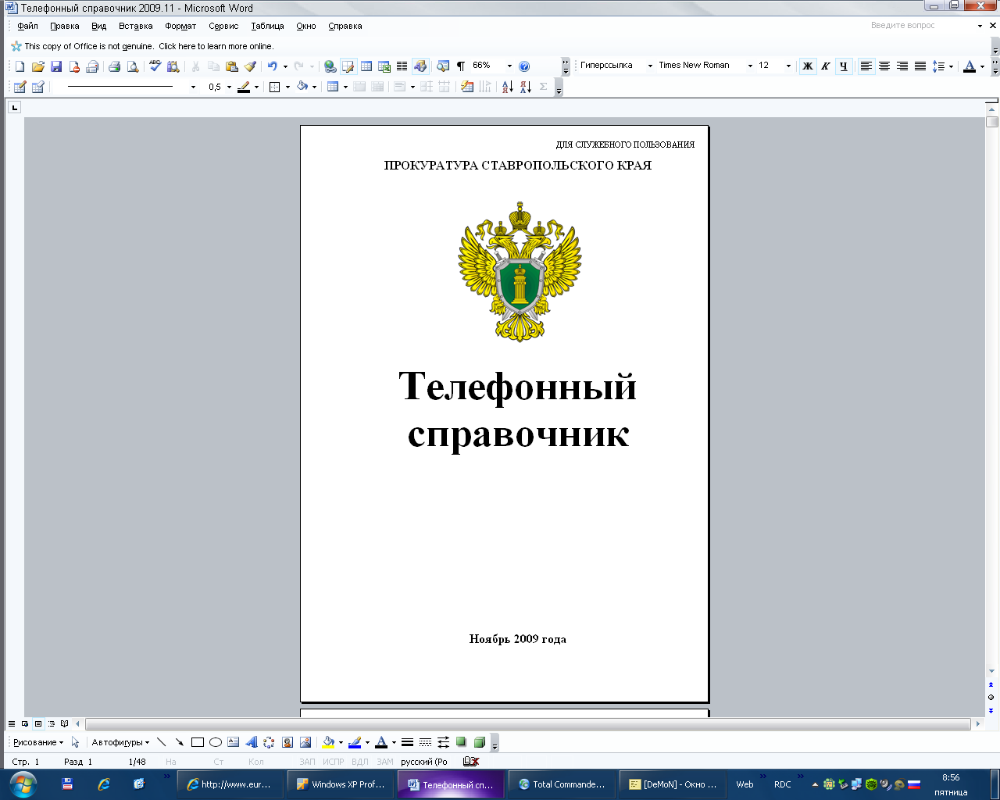 Телефонный справочник 2009.11 - Microsoft Word
Файл Правка Вид Вставка Формат Сервис Таблица Окно Справка Введите вопрос
This copy of Office is not genuine. Click here to learn more online.
66% Гиперссылка Times New Roman 12 Ж К Ч А
0,5
ДЛЯ СЛУЖЕБНОГО ПОЛЬЗОВАНИЯ
ПРОКУРАТУРА СТАВРОПОЛЬСКОГО КРАЯ
Телефонный
справочник
Ноябрь 2009 года
Рисование Автофигуры
Стр. 1 Разд 1 1/48 На Ст Кол ЗАП ИСПР ВДЛ ЗАМ русский (Ро
http://www.eur... Windows XP Prof... Телефонный сп... Total Commande... [DeMoN] - Окно ... Web RDC 8:56
пятница